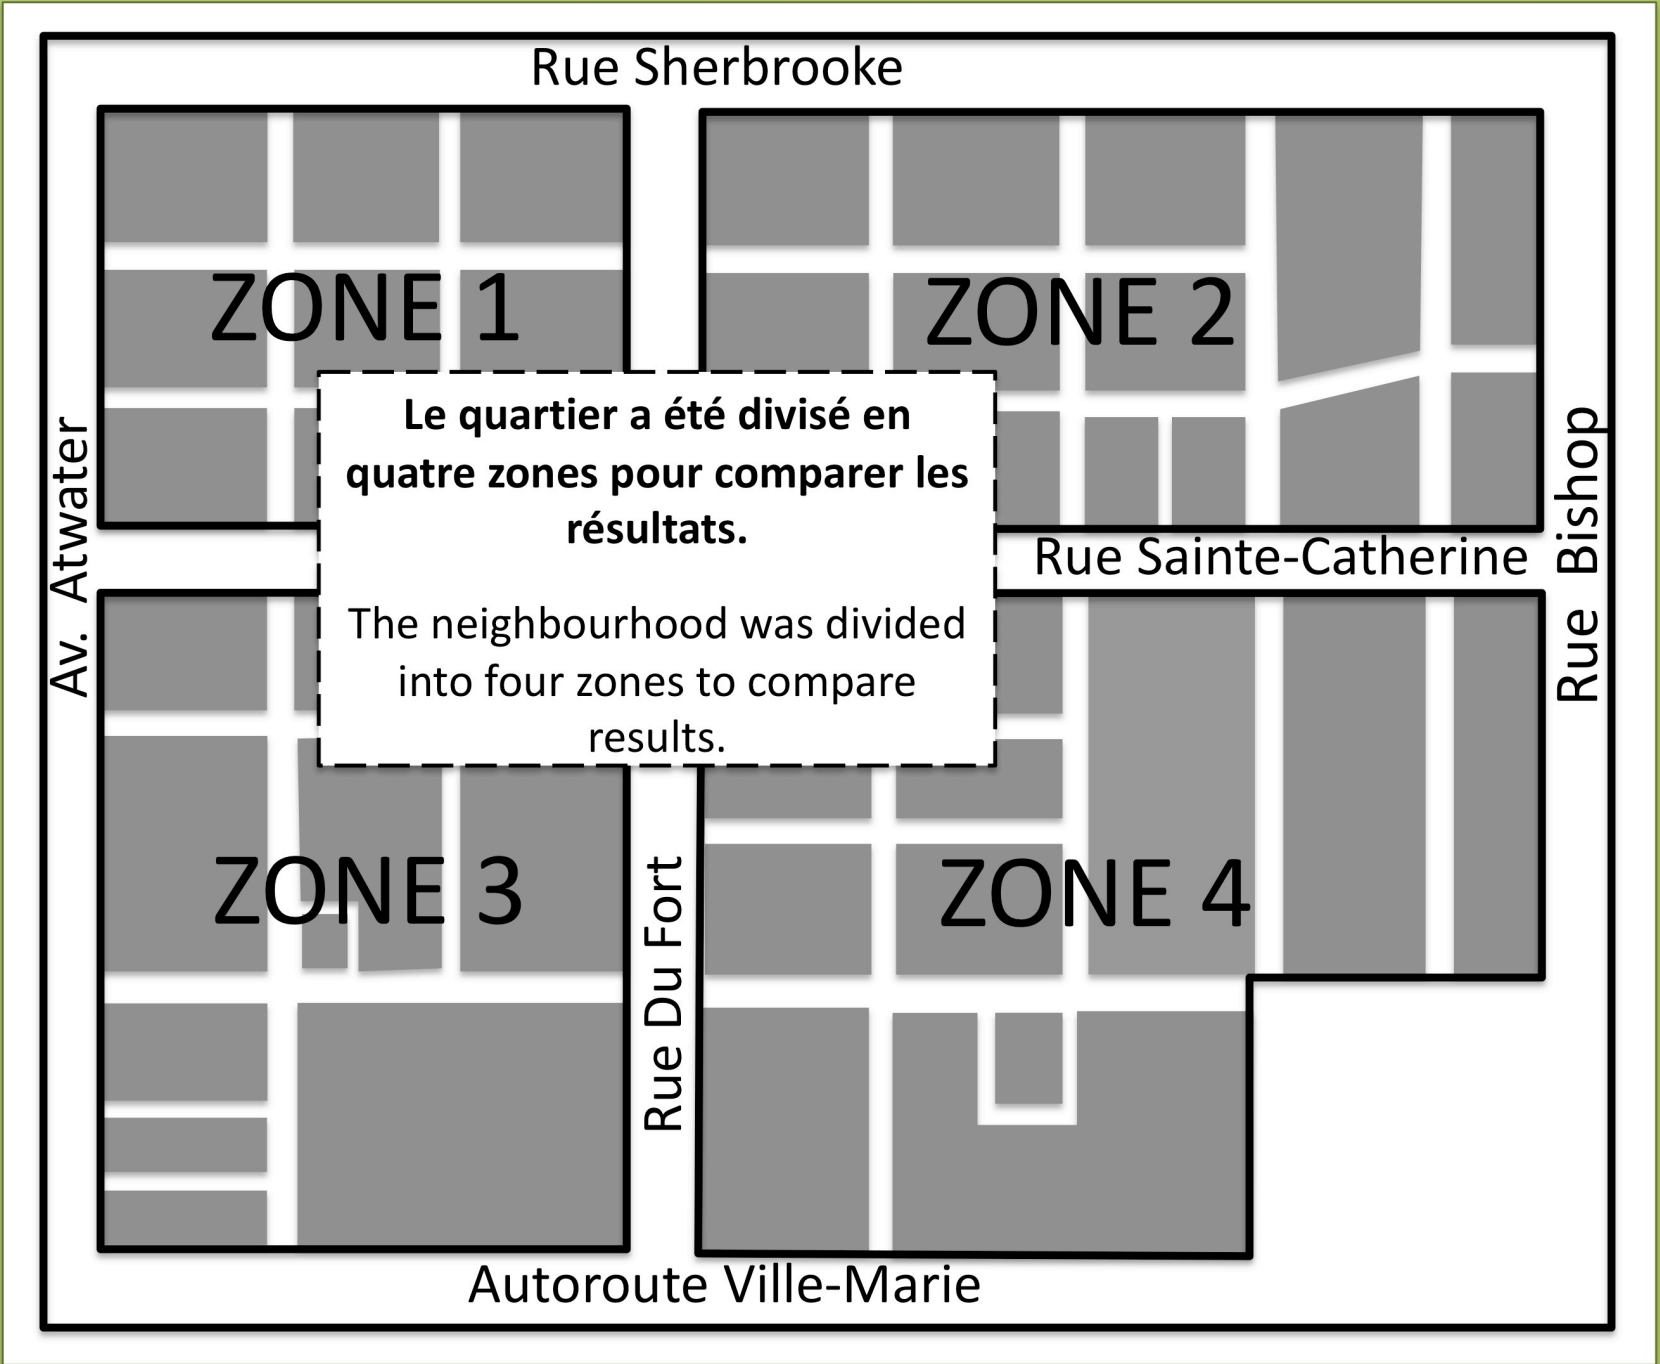 Rue Sherbrooke
ZONE 1
ZONE 2
Av. Atwater
Le quartier a été divisé en
quatre zones pour comparer les
résultats.
The neighbourhood was divided
into four zones to compare
results.
Rue Sainte-Catherine
Rue Bishop
ZONE 3
Rue Du Fort
ZONE 4
Autoroute Ville-Marie